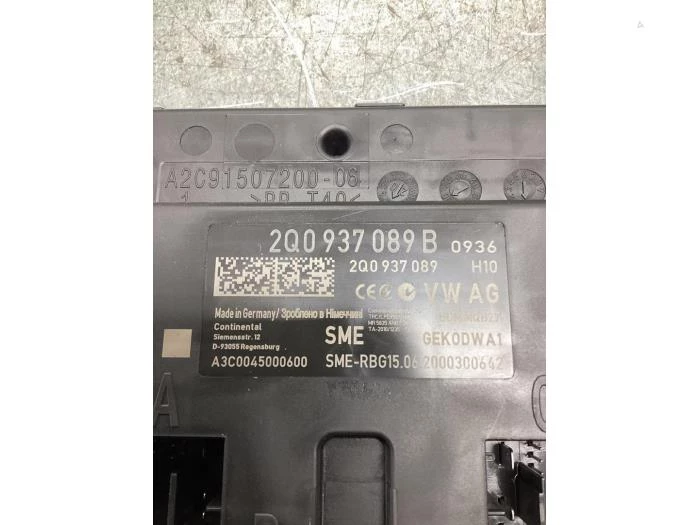 A2C91507200-06
1 >PP T40<
2Q0 937 089 B 0936
2Q0 937 089 H10
VW AG
Made in Germany/ Зроблено в Німеччині
Continental
Siemensstr. 12
D-93055 Regensburg
SME
GEKODWA1
A3C0045000600 SME-RBG15.06.2000300642
A